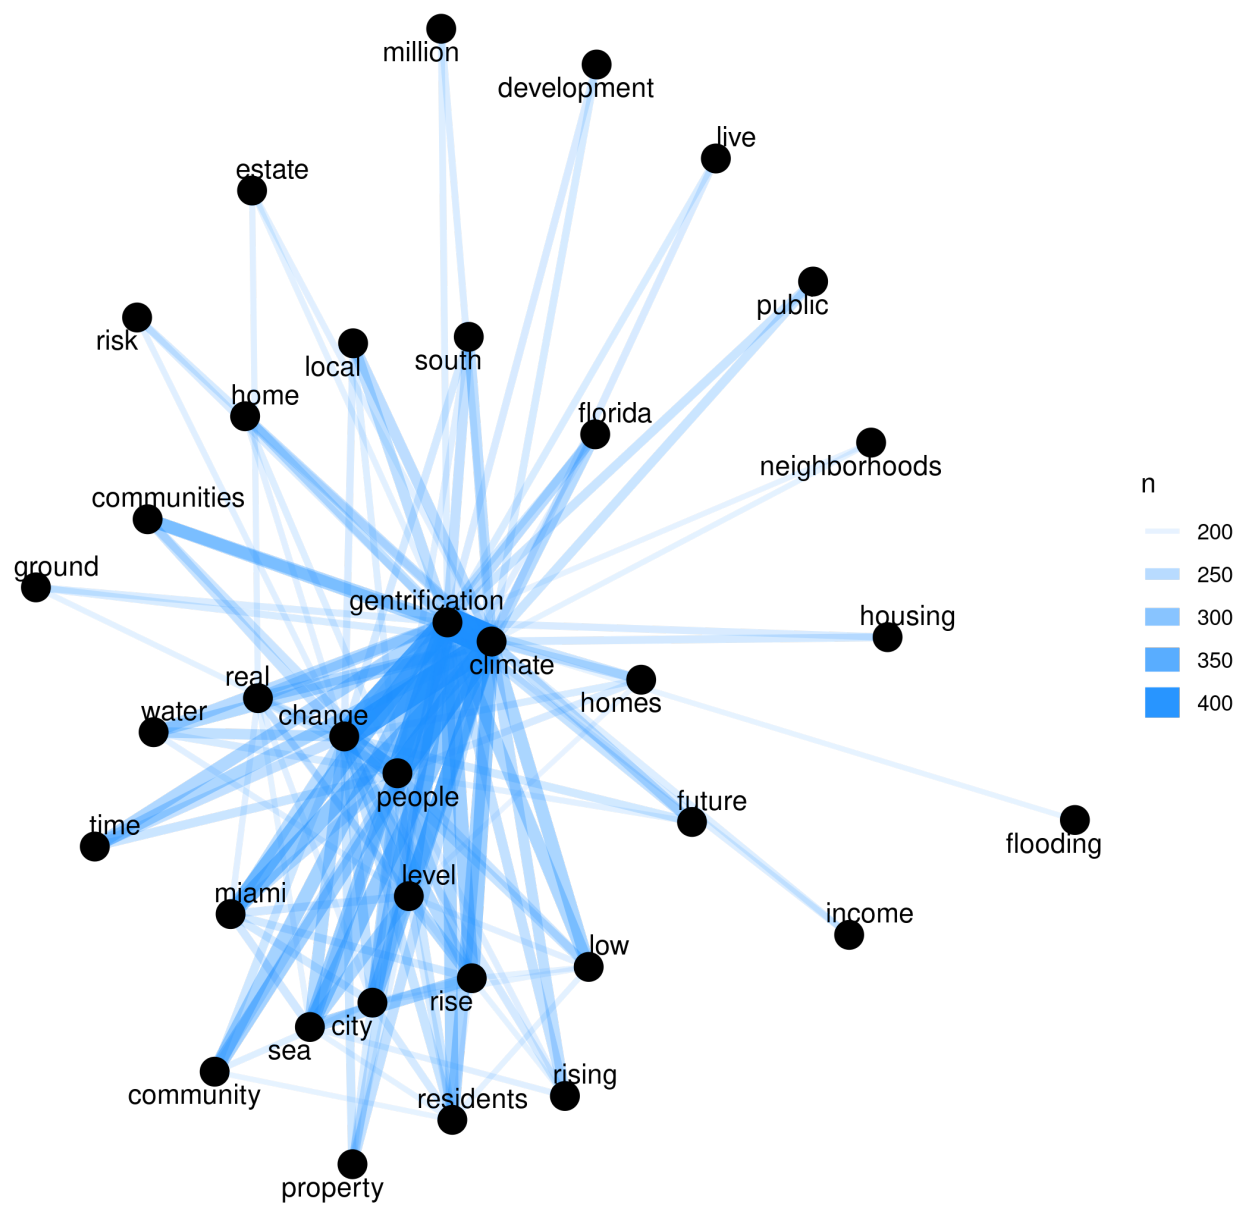 million
development
live
estate
public
risk
local
south
home
florida
neighborhoods
n
communities
200
ground
250
gentrification
housing
300
climate
350
real
homes
400
water
change
people
future
time
flooding
level
miami
income
low
rise
city
sea
rising
community
residents
property